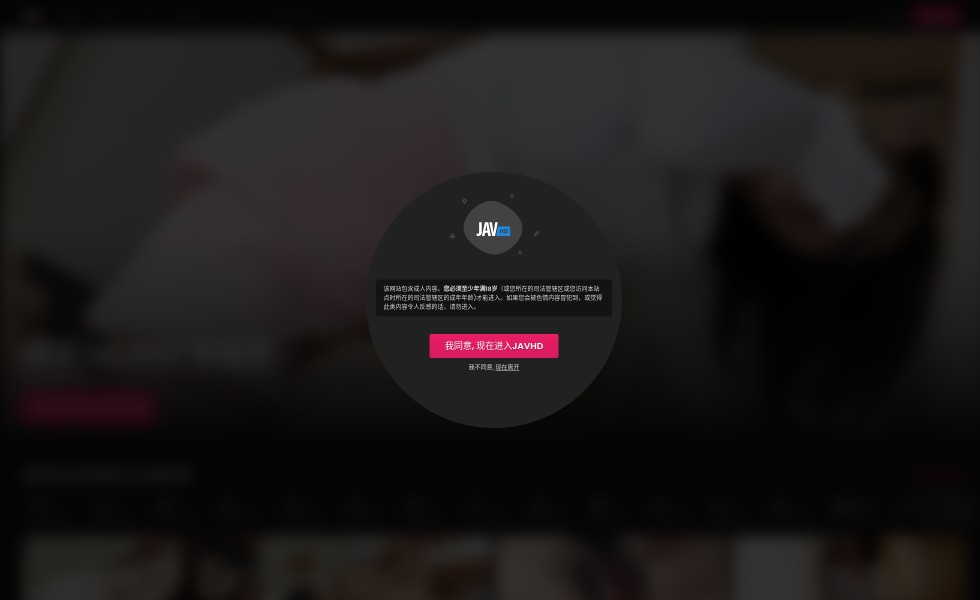 JAV HD
该网站包含成人内容。您必须至少年满18岁（或您所在的司法管辖区或您访问本站
点时所在的司法管辖区的成年年龄)才能进入。如果您会被色情内容冒犯到，或觉得
此类内容令人反感的话，请勿进入。
我同意, 现在进入JAVHD
我不同意, 现在离开